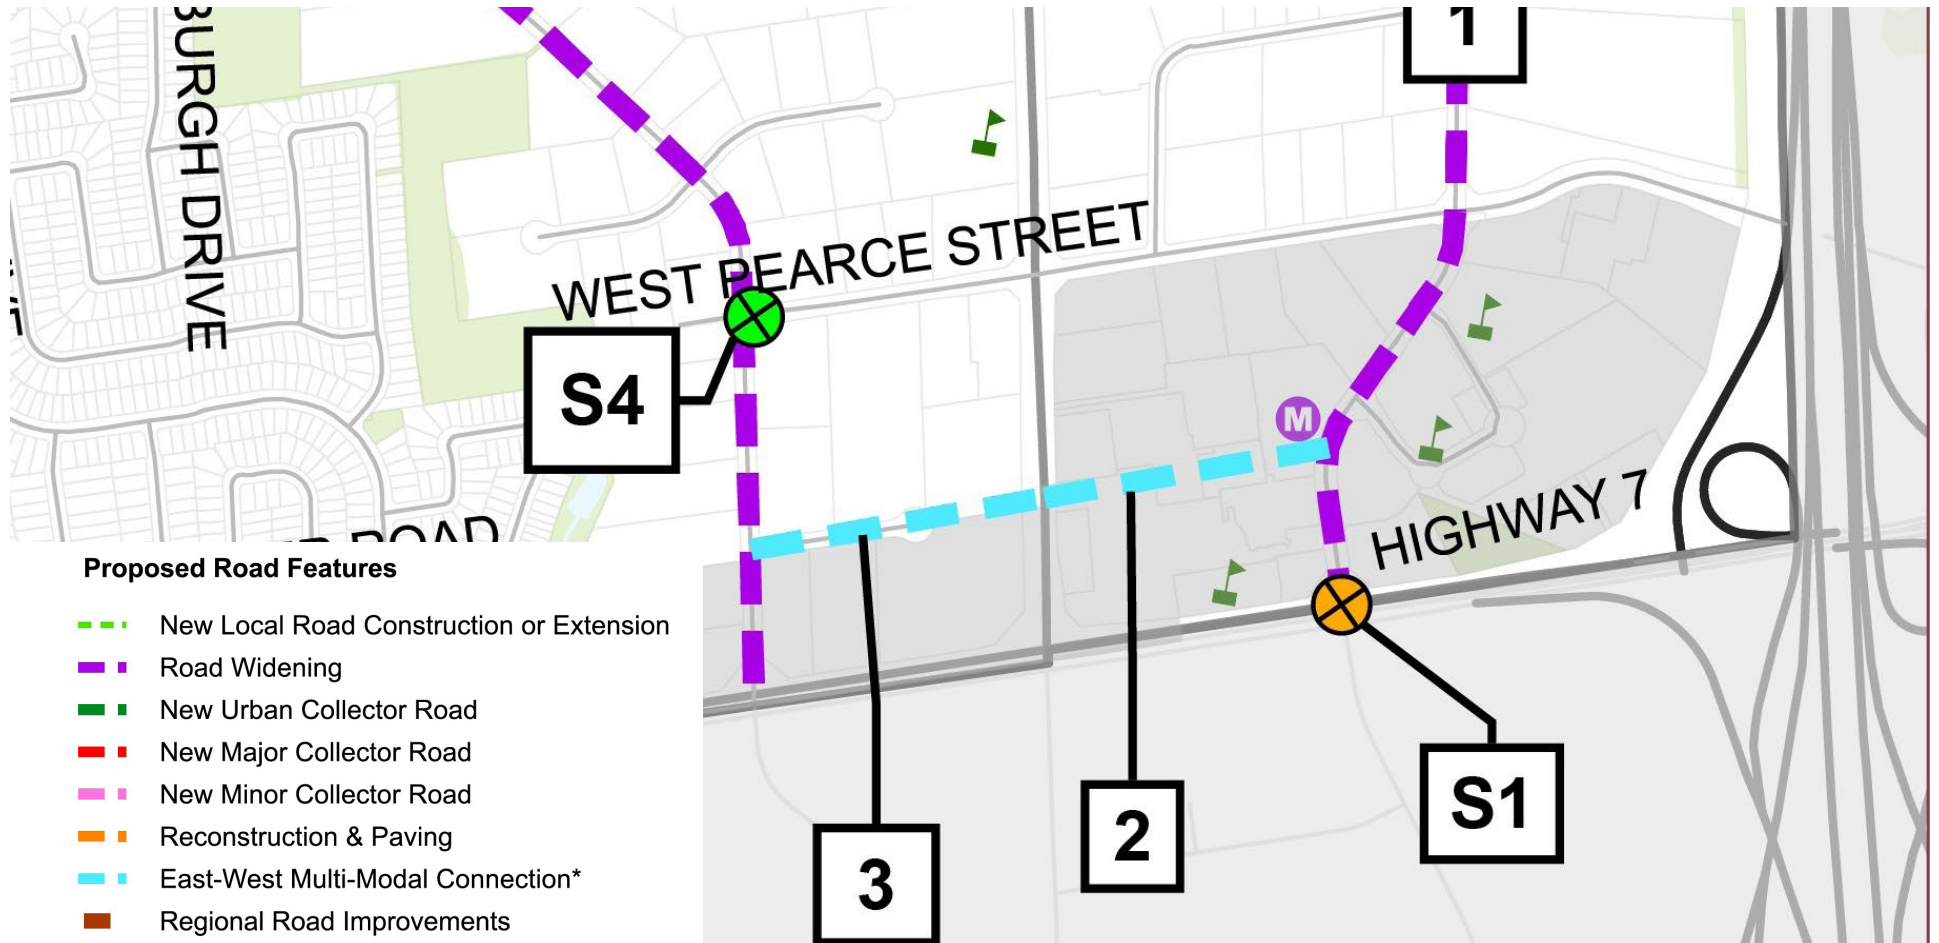 1
BURGH DRIVE
WEST PEARCE STREET
S4
M
HIGHWAY 7
ROAD
S1
2
3
Proposed Road Features
New Local Road Construction or Extension
Road Widening
New Urban Collector Road
New Major Collector Road
New Minor Collector Road
Reconstruction & Paving
East-West Multi-Modal Connection*
Regional Road Improvements